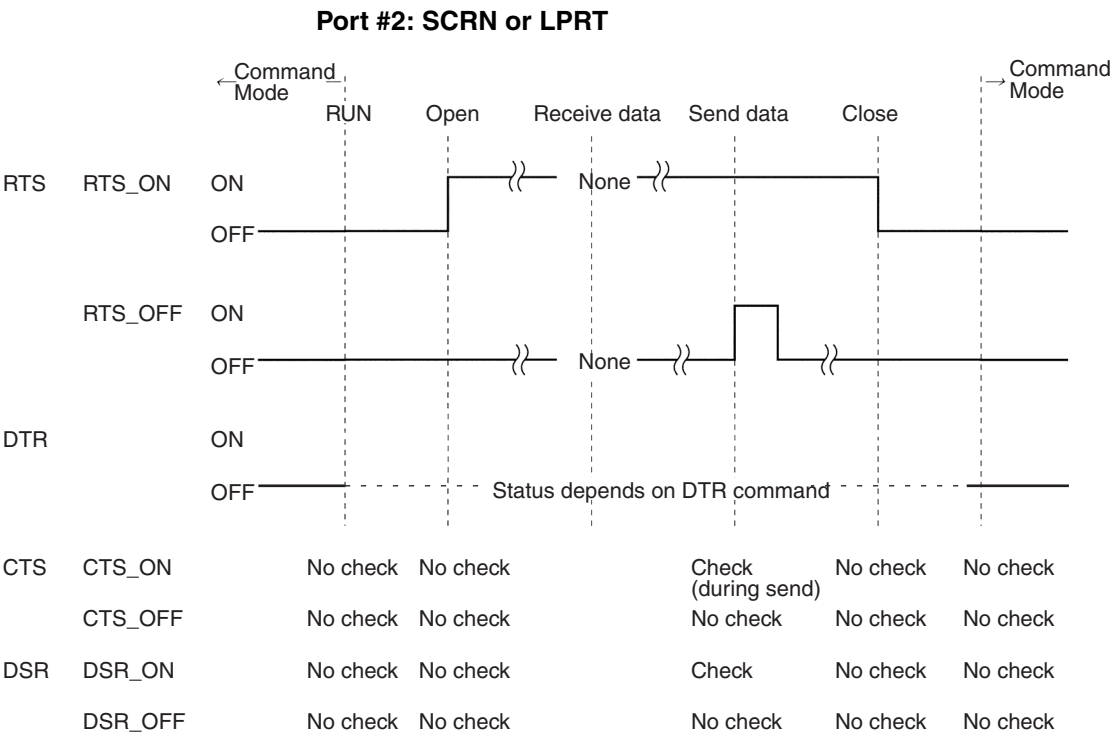 Port #2: SCRN or LPRT
←Command Mode
→Command Mode
RUN Open Receive data Send data Close
RTS RTS_ON ON
None
OFF
RTS_OFF ON
OFF
None
DTR ON
OFF
Status depends on DTR command
CTS CTS_ON No check No check Check (during send) No check No check
CTS_OFF No check No check No check No check No check
DSR DSR_ON No check No check Check No check No check
DSR_OFF No check No check No check No check No check